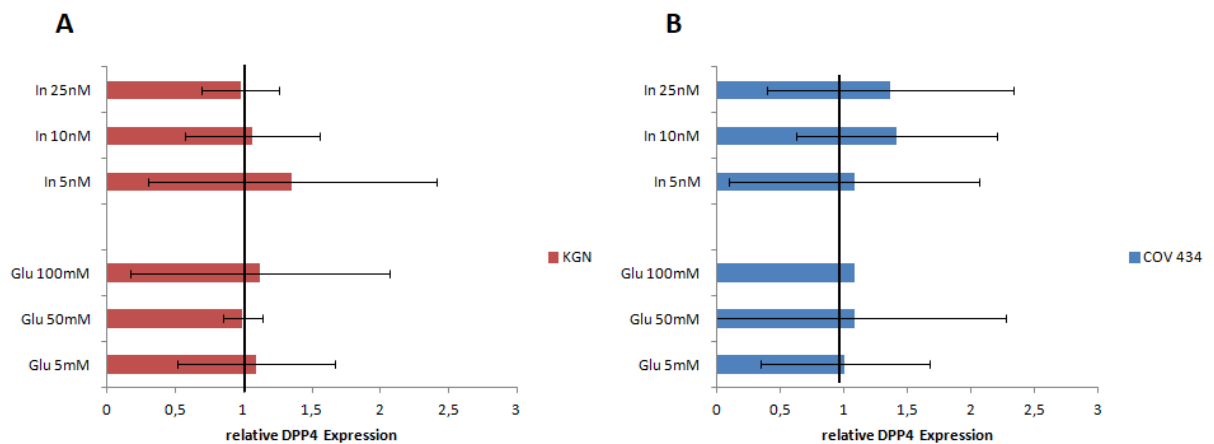 A
In 25nM
In 10nM
In 5nM
Glu 100mM
Glu 50mM
Glu 5mM
0 0,5 1 1,5 2 2,5 3
relative DPP4 Expression
KGN
B
In 25nM
In 10nM
In 5nM
Glu 100mM
Glu 50mM
Glu 5mM
0 0,5 1 1,5 2 2,5 3
relative DPP4 Expression
COV 434